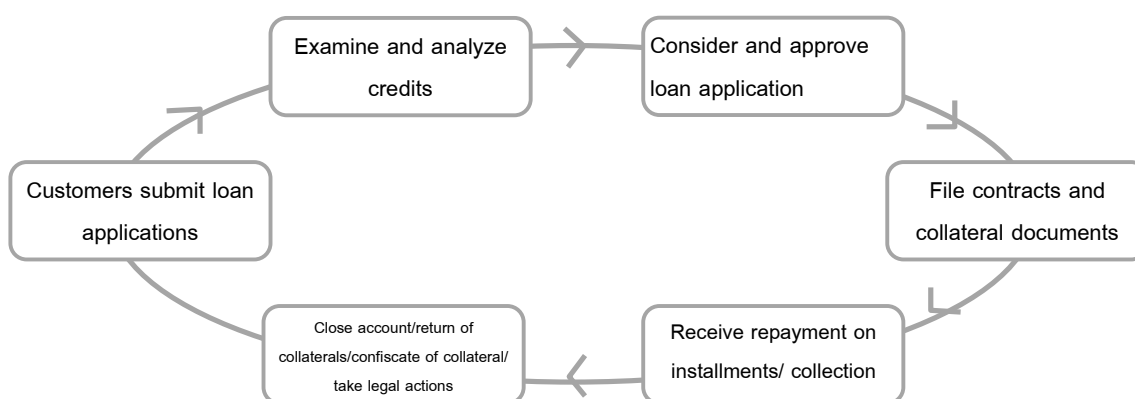 Examine and analyze
credits
Consider and approve
loan application
File contracts and
collateral documents
Receive repayment on
installments/ collection
Close account/return of
collaterals/confiscate of collateral/
take legal actions
Customers submit loan
applications